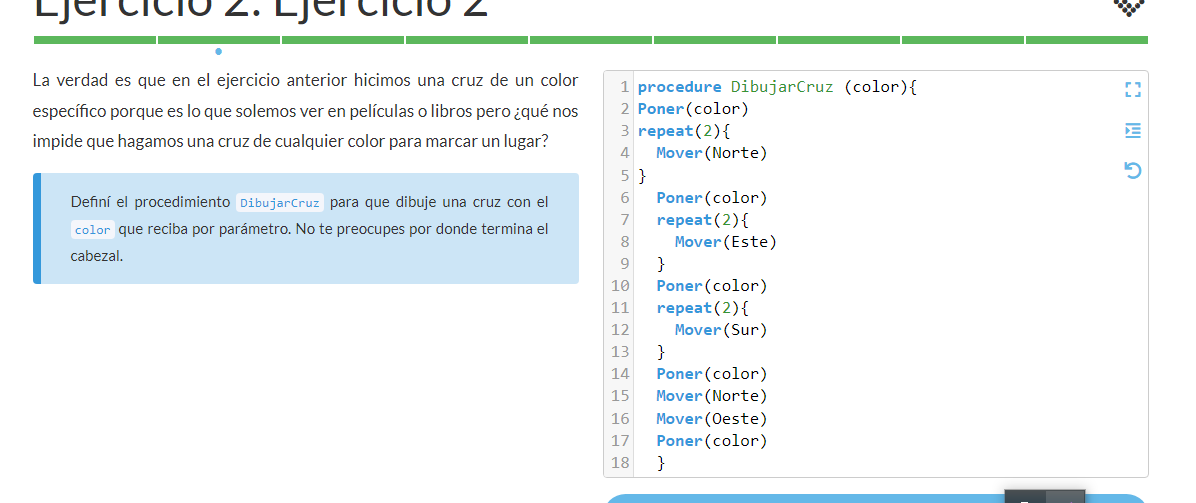 Ejercicio 2: Ejercicio 2
La verdad es que en el ejercicio anterior hicimos una cruz de un color
específico porque es lo que solemos ver en películas o libros pero ¿qué nos
impide que hagamos una cruz de cualquier color para marcar un lugar?
Definí el procedimiento DibujarCruz para que dibuje una cruz con el
color que reciba por parámetro. No te preocupes por donde termina el
cabezal.
1 procedure DibujarCruz (color){
2 Poner(color)
3 repeat(2){
4 Mover(Norte)
5 }
6 Poner(color)
7 repeat(2){
8 Mover(Este)
9 }
10 Poner(color)
11 repeat(2){
12 Mover(Sur)
13 }
14 Poner(color)
15 Mover(Norte)
16 Mover(Oeste)
17 Poner(color)
18 }